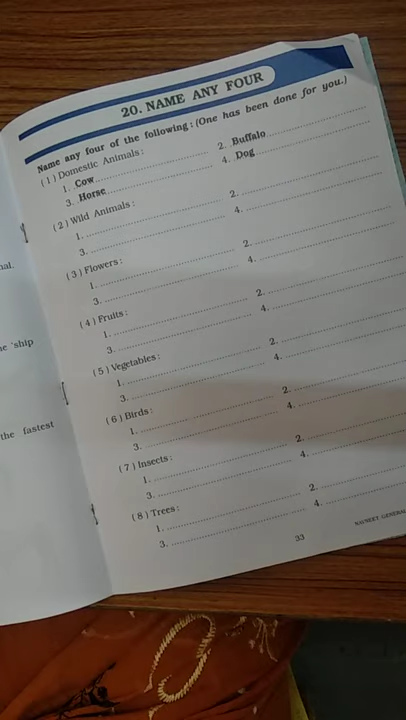 20. NAME ANY FOUR
Name any four of the following : (One has been done for you.)
( 1 ) Domestic Animals :
1. Cow 2. Buffalo
3. Horse 4. Dog
( 2 ) Wild Animals :
1. 2.
3. 4.
( 3 ) Flowers :
1. 2.
3. 4.
( 4 ) Fruits :
1. 2.
3. 4.
( 5 ) Vegetables :
1. 2.
3. 4.
( 6 ) Birds :
1. 2.
3. 4.
( 7 ) Insects :
1. 2.
3. 4.
( 8 ) Trees :
1. 2.
3. 4.
33
NAVNEET GENERAL
'ship
the fastest